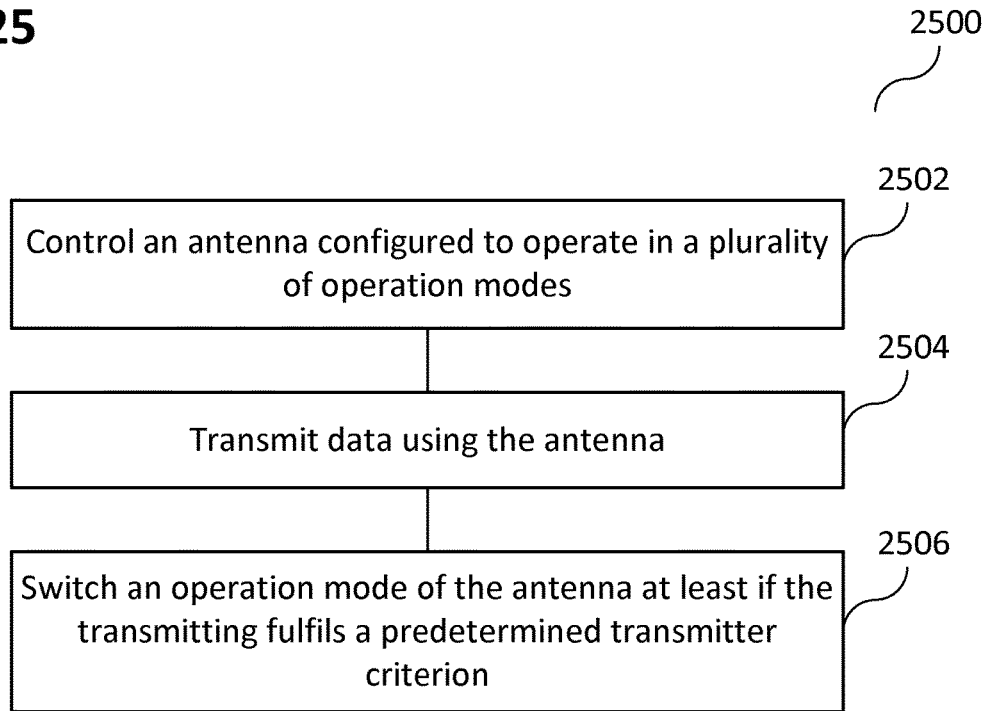 25
2500
2502
Control an antenna configured to operate in a plurality
of operation modes
2504
Transmit data using the antenna
2506
Switch an operation mode of the antenna at least if the
transmitting fulfils a predetermined transmitter
criterion